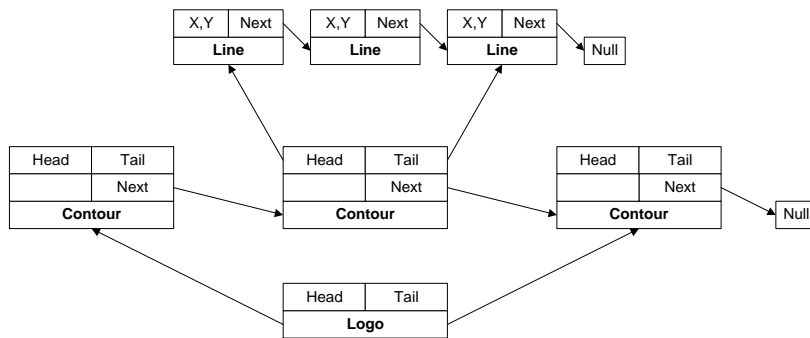 X,Y Next X,Y Next X,Y Next
Line Line Line Null
Head Tail Head Tail Head Tail
Next Next Next
Contour Contour Contour Null
Head Tail
Logo